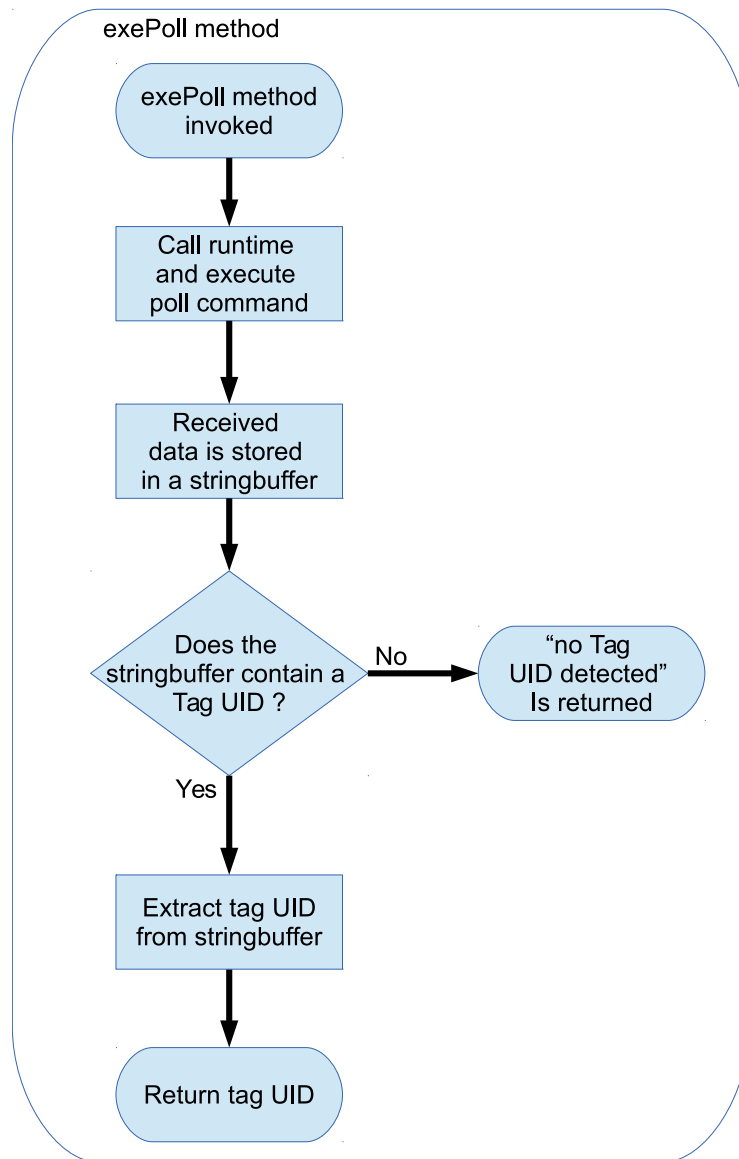 exePoll method
exePoll method
invoked
Call runtime
and execute
poll command
Received
data is stored
in a stringbuffer
Does the
stringbuffer contain a
Tag UID ?
No
“no Tag
UID detected”
Is returned
Yes
Extract tag UID
from stringbuffer
Return tag UID